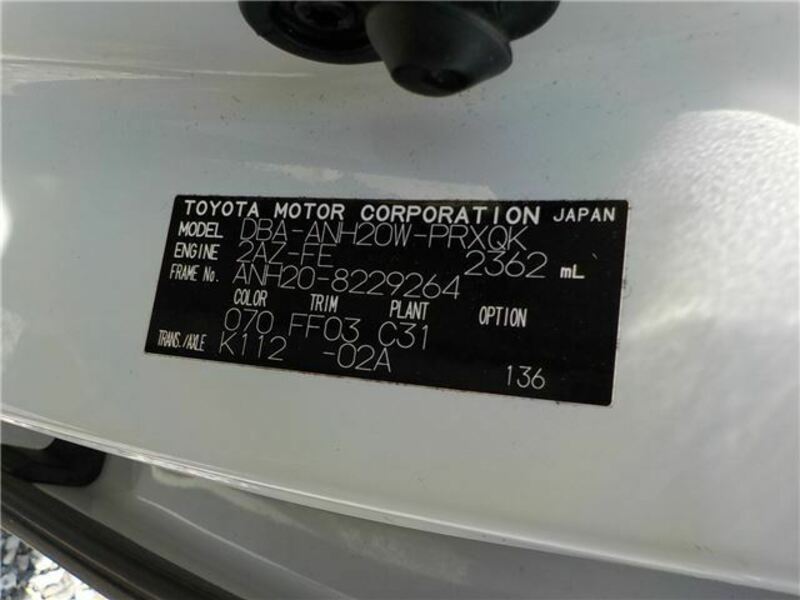 TOYOTA MOTOR CORPORATION JAPAN
MODEL DBA-ANH20W-PRXQK
ENGINE 2AZ-FE 2362 mL
FRAME No. ANH20-8229264
COLOR TRIM PLANT OPTION
070 FF03 C31
TRANS./AXLE K112 -02A
136